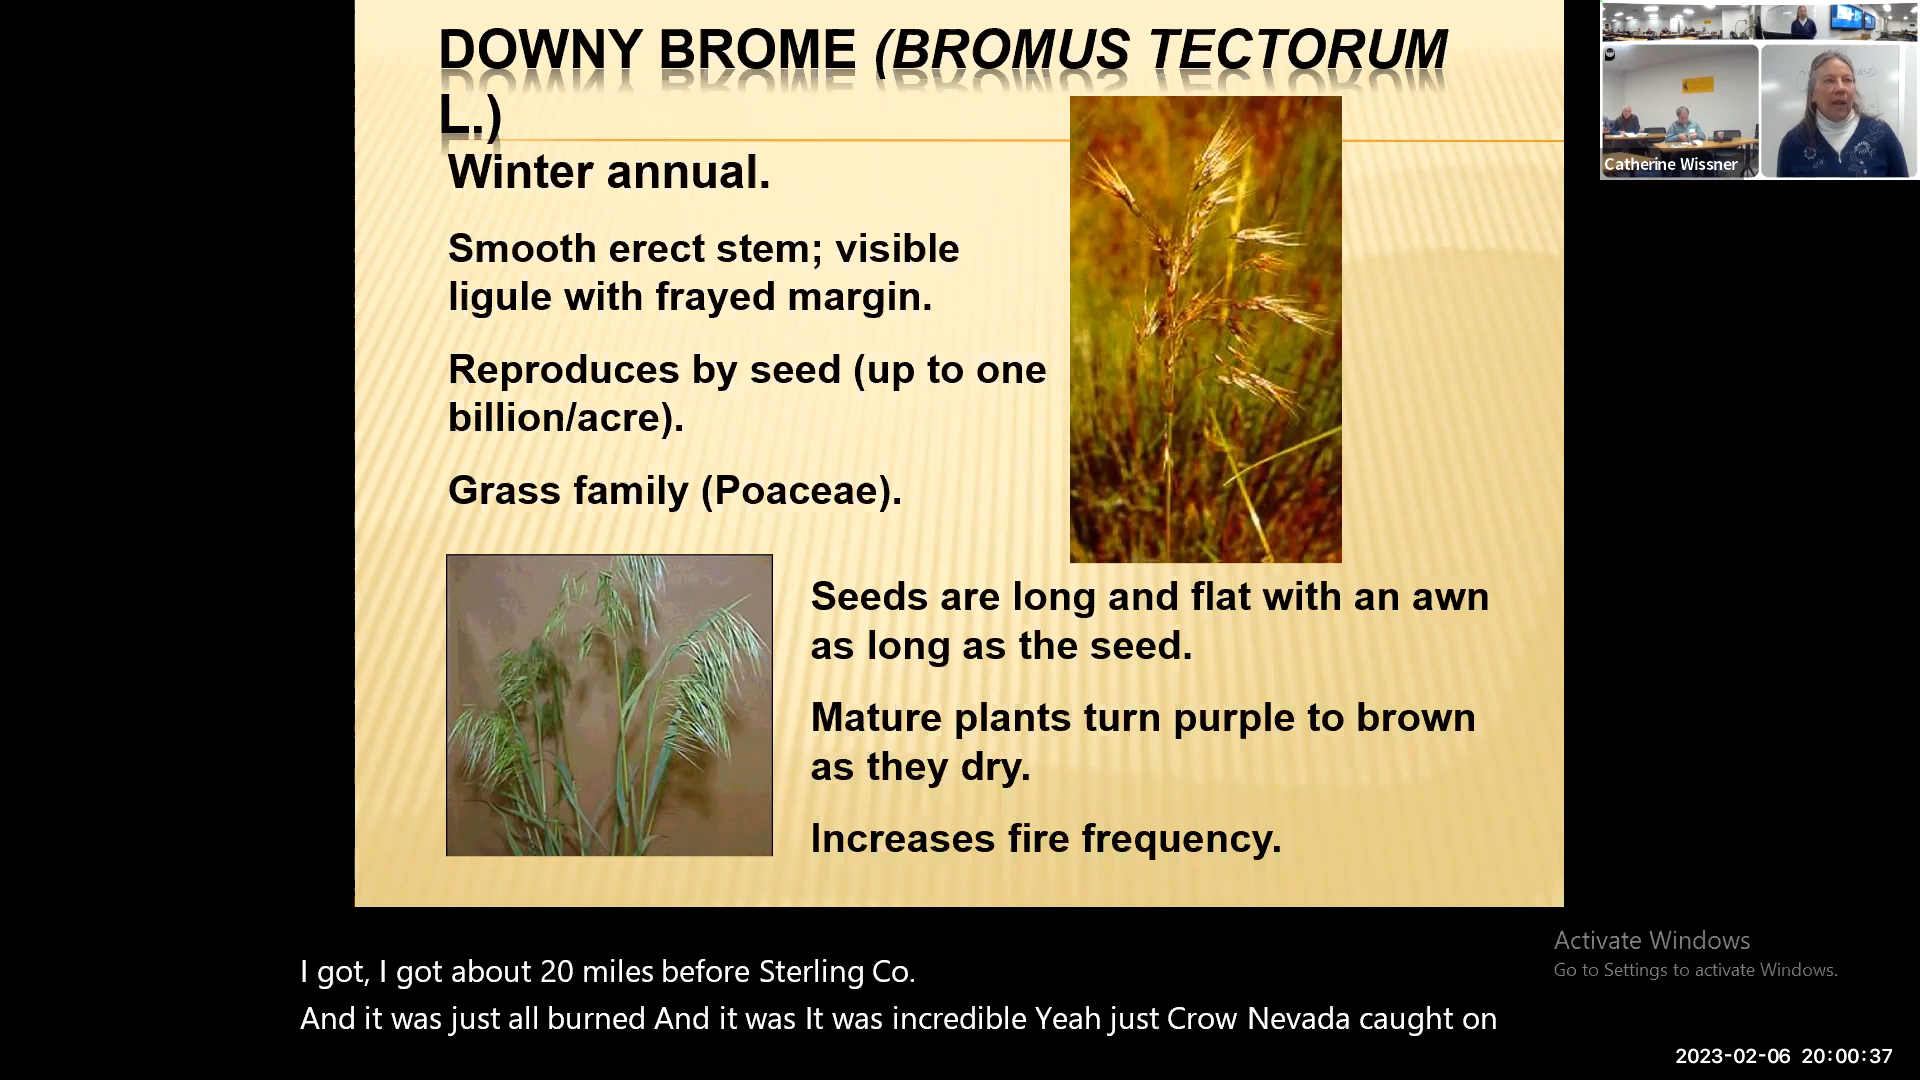 DOWNY BROME (BROMUS TECTORUM
L.)
Winter annual.
Smooth erect stem; visible
ligule with frayed margin.
Reproduces by seed (up to one
billion/acre).
Grass family (Poaceae).
Seeds are long and flat with an awn
as long as the seed.
Mature plants turn purple to brown
as they dry.
Increases fire frequency.
Catherine Wissner
I got, I got about 20 miles before Sterling Co.
And it was just all burned And it was It was incredible Yeah just Crow Nevada caught on
Activate Windows
Go to Settings to activate Windows.
2023-02-06 20:00:37